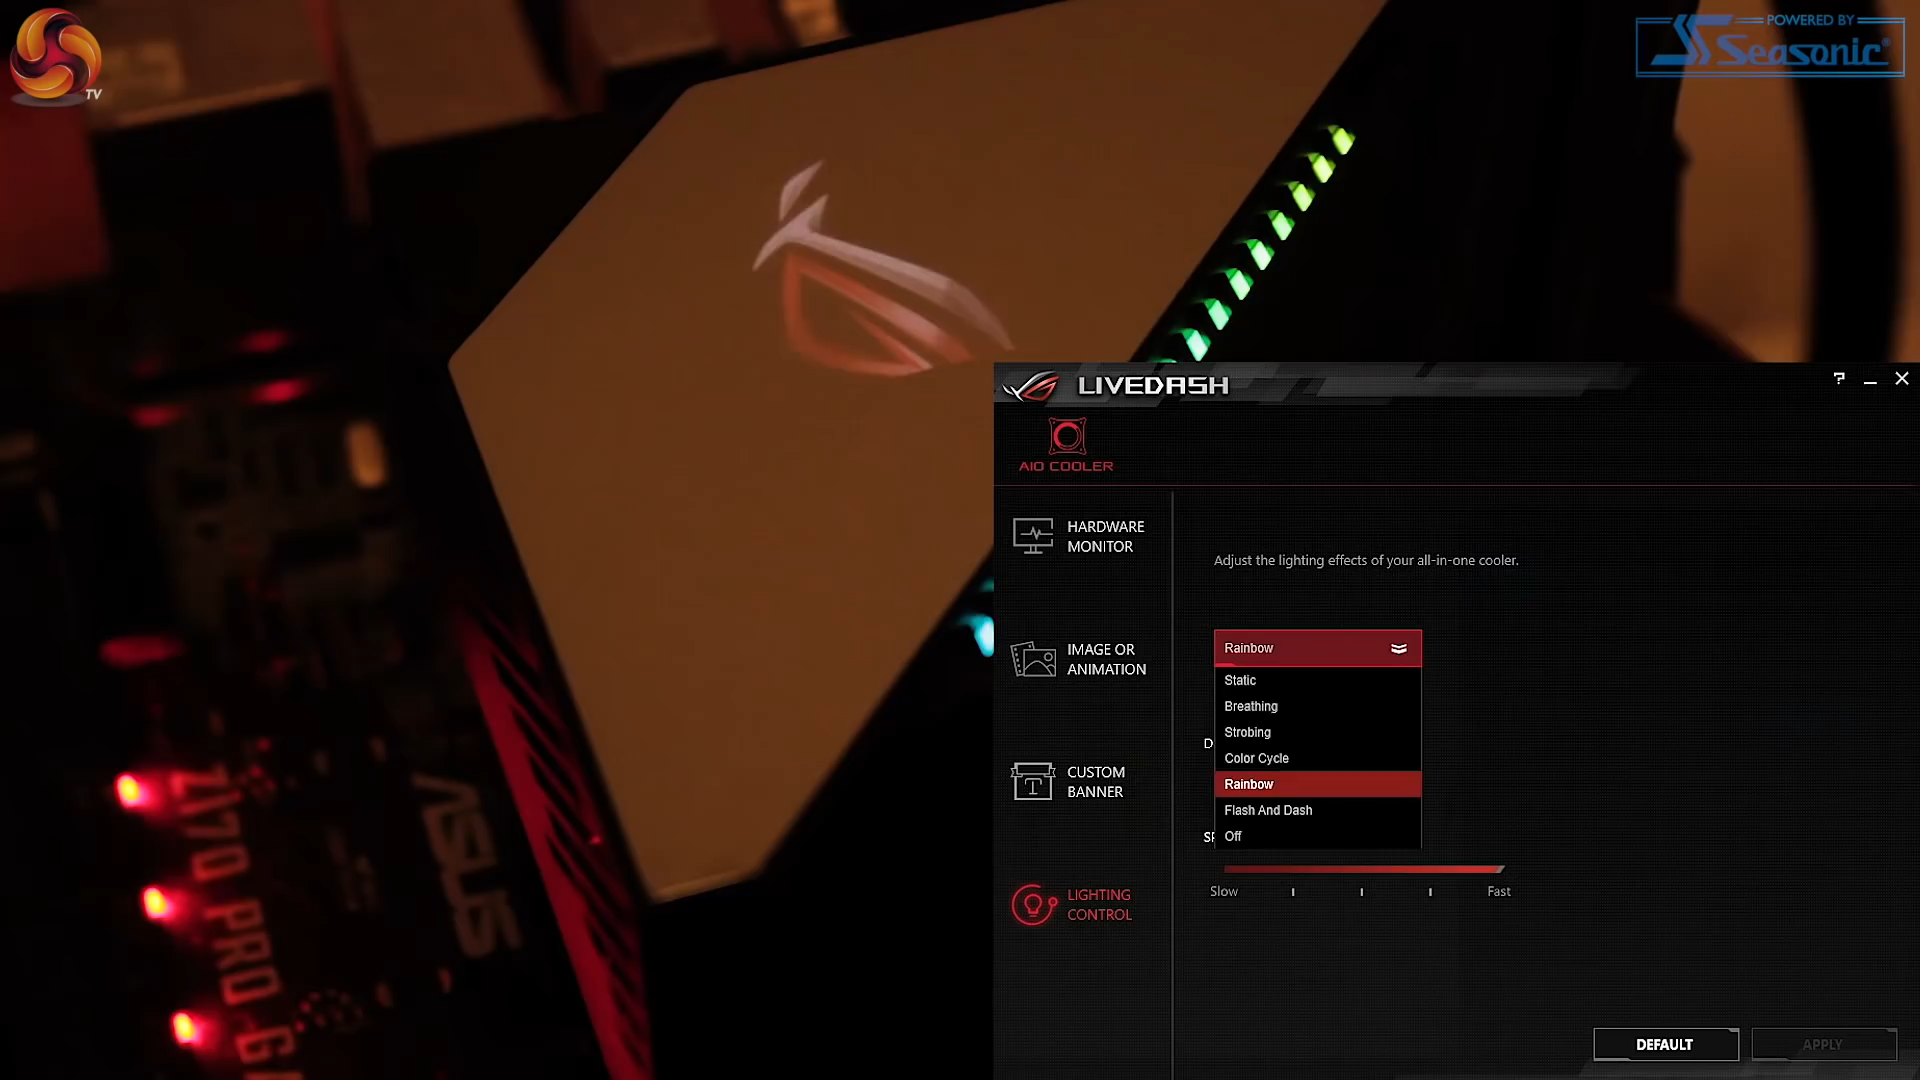 TV
POWERED BY
Seasonic®
LIVEDASH
?
AIO COOLER
HARDWARE
MONITOR
Adjust the lighting effects of your all-in-one cooler.
IMAGE OR
ANIMATION
Rainbow
Static
Breathing
Strobing
D
Color Cycle
CUSTOM
BANNER
Rainbow
Flash And Dash
Off
Slow
Fast
LIGHTING
CONTROL
DEFAULT
APPLY
Z170 PRO GA
ASUS